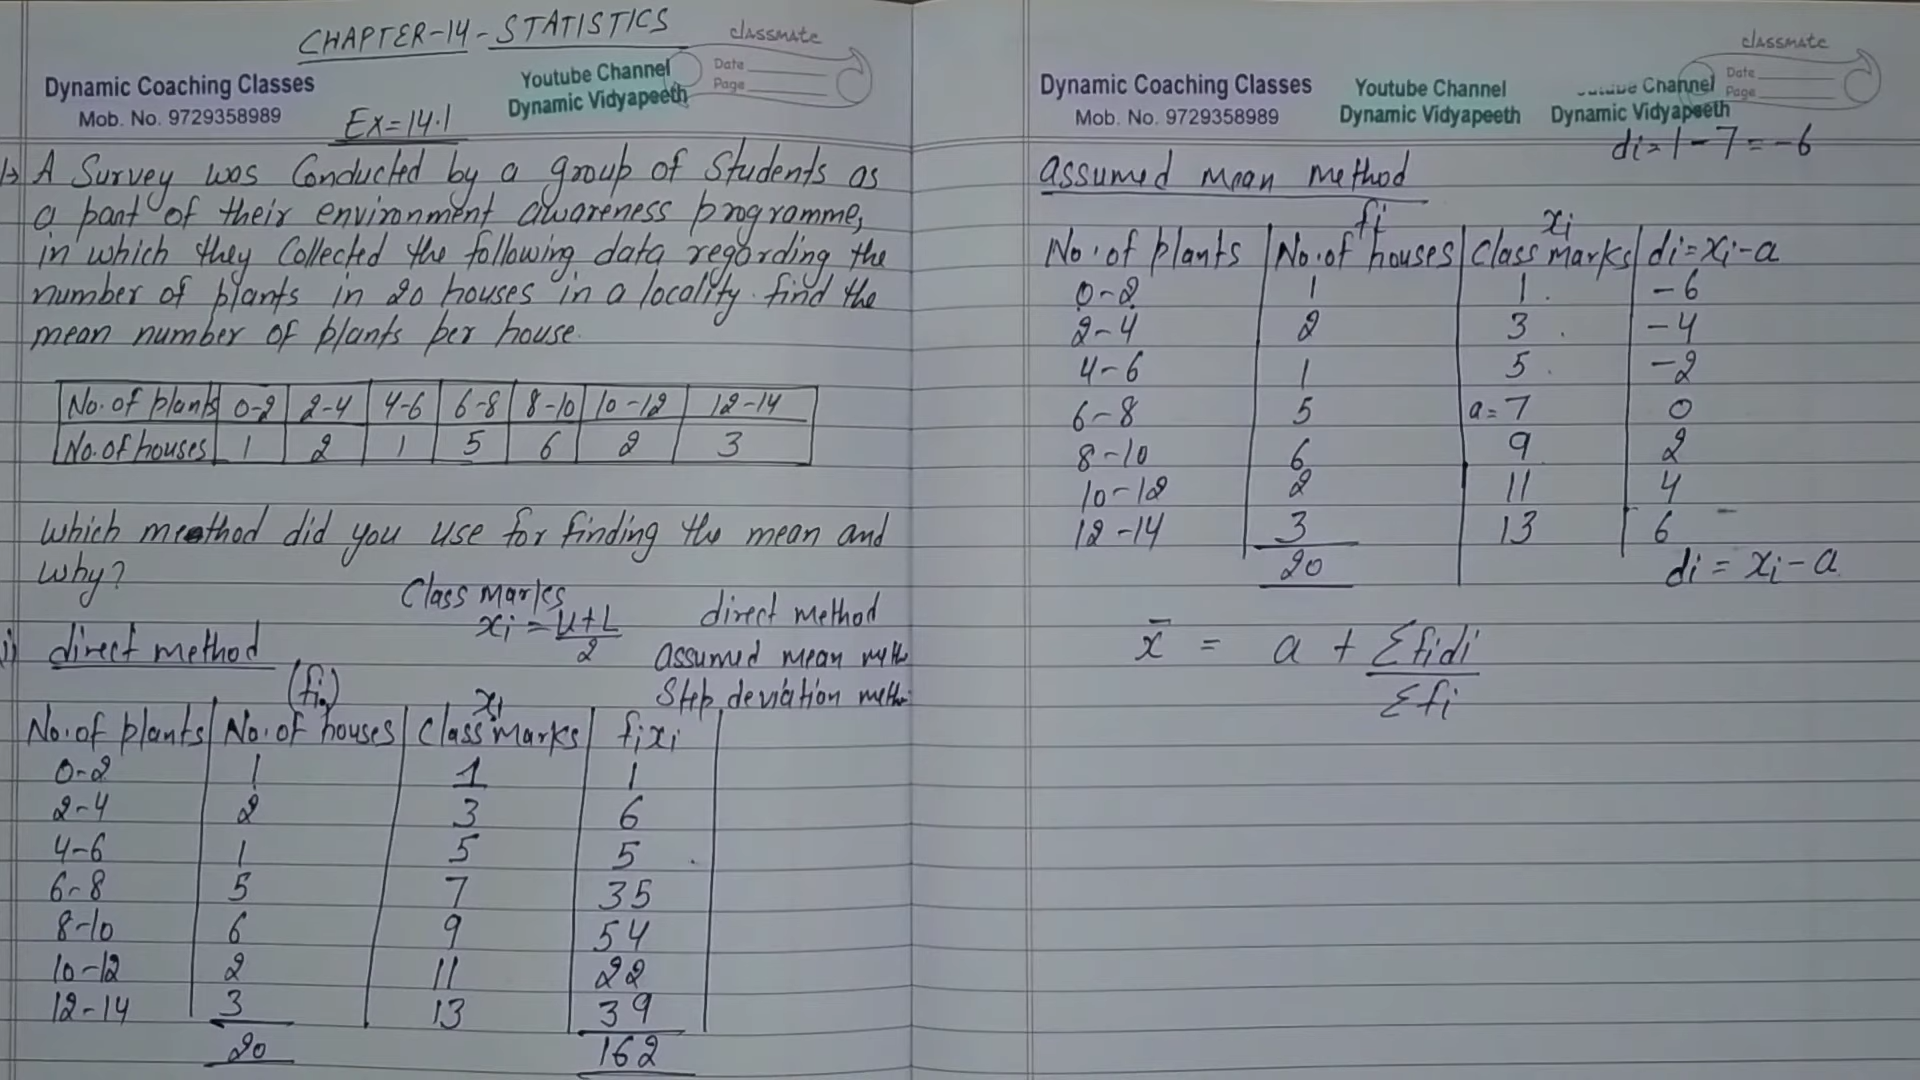 CHAPTER-14-STATISTICS
classmate
Dynamic Coaching Classes
Mob. No. 9729358989
Youtube Channel
Dynamic Vidyapeeth
Date
Page
Ex=14.1
1→ A Survey was Conducted by a group of Students as
a part of their environment awareness programme,
in which they Collected the following data regarding the
number of plants in 20 houses in a locality. find the
mean number of plants per house.
No. of plants 0-2 2-4 4-6 6-8 8-10 10-12 12-14
No. of houses 1 2 1 5 6 2 3
which method did you use for finding the mean and
why?
Class marks
xi = U+L
2
direct method
assumed mean
Step deviation
i) direct method
(fi) xi
No. of plants No. of houses Class marks fixi
0-2 1 1 1
2-4 2 3 6
4-6 1 5 5
6-8 5 7 35
8-10 6 9 54
10-12 2 11 22
12-14 3 13 39
20 162
classmate
Dynamic Coaching Classes
Mob. No. 9729358989
Youtube Channel
Dynamic Vidyapeeth
Channel
Dynamic Vidyapeeth
Date
Page
di=1-7=-6
assumed mean method
fi xi
No. of plants No. of houses Class marks di=xi-a
0-2 1 1 -6
2-4 2 3 -4
4-6 1 5 -2
6-8 5 a=7 0
8-10 6 9 2
10-12 2 11 4
12-14 3 13 6
20
di = xi-a
x̄ = a + Σfidi
Σfi